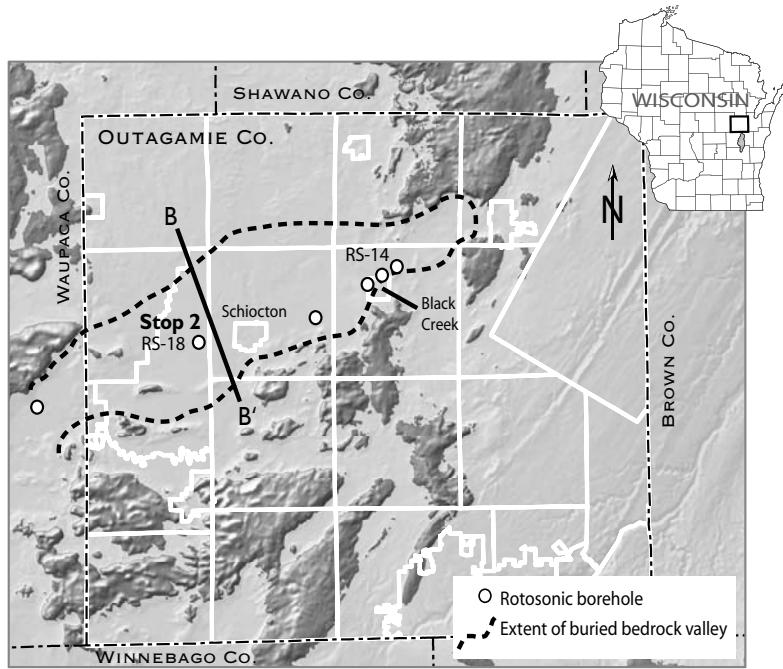 SHAWANO CO.
WISCONSIN
OUTAGAMIE CO.
WAUPACA CO.
N
B
RS-14
Schiocton
Black
Creek
Stop 2
RS-18
B'
BROWN CO.
Rotosonic borehole
Extent of buried bedrock valley
WINNEBAGO CO.